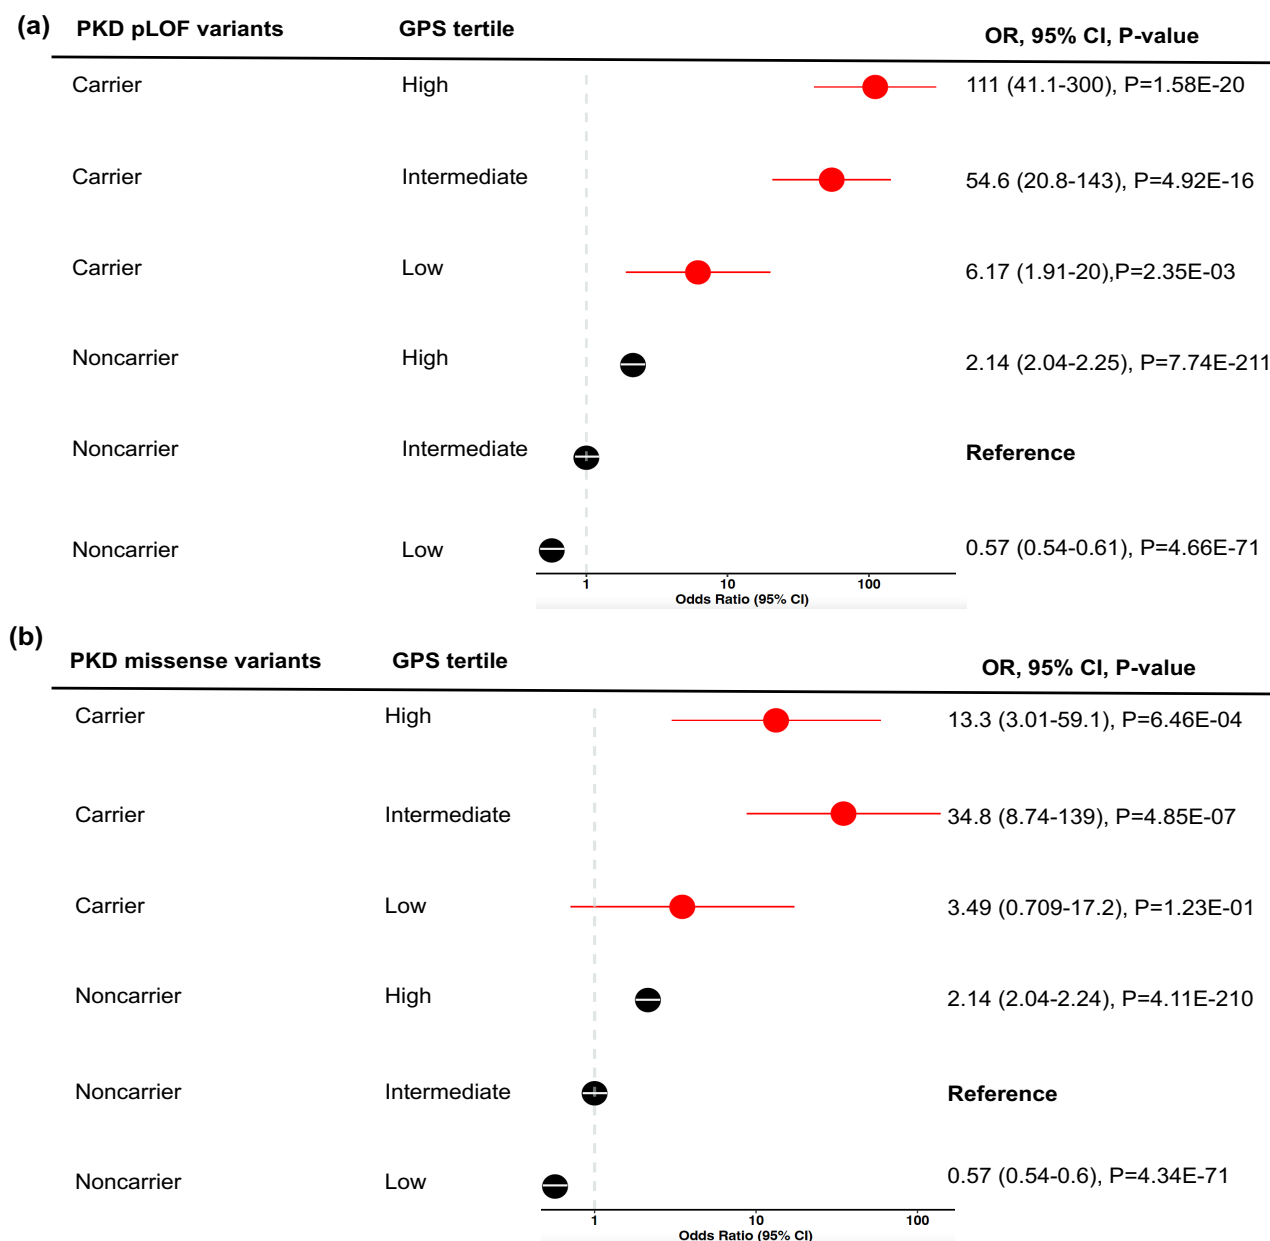 (a) PKD pLOF variants GPS tertile OR, 95% CI, P-value
Carrier High 111 (41.1-300), P=1.58E-20
Carrier Intermediate 54.6 (20.8-143), P=4.92E-16
Carrier Low 6.17 (1.91-20),P=2.35E-03
Noncarrier High 2.14 (2.04-2.25), P=7.74E-211
Noncarrier Intermediate Reference
Noncarrier Low 0.57 (0.54-0.61), P=4.66E-71
1 10 100
Odds Ratio (95% CI)
(b) PKD missense variants GPS tertile OR, 95% CI, P-value
Carrier High 13.3 (3.01-59.1), P=6.46E-04
Carrier Intermediate 34.8 (8.74-139), P=4.85E-07
Carrier Low 3.49 (0.709-17.2), P=1.23E-01
Noncarrier High 2.14 (2.04-2.24), P=4.11E-210
Noncarrier Intermediate Reference
Noncarrier Low 0.57 (0.54-0.6), P=4.34E-71
1 10 100
Odds Ratio (95% CI)